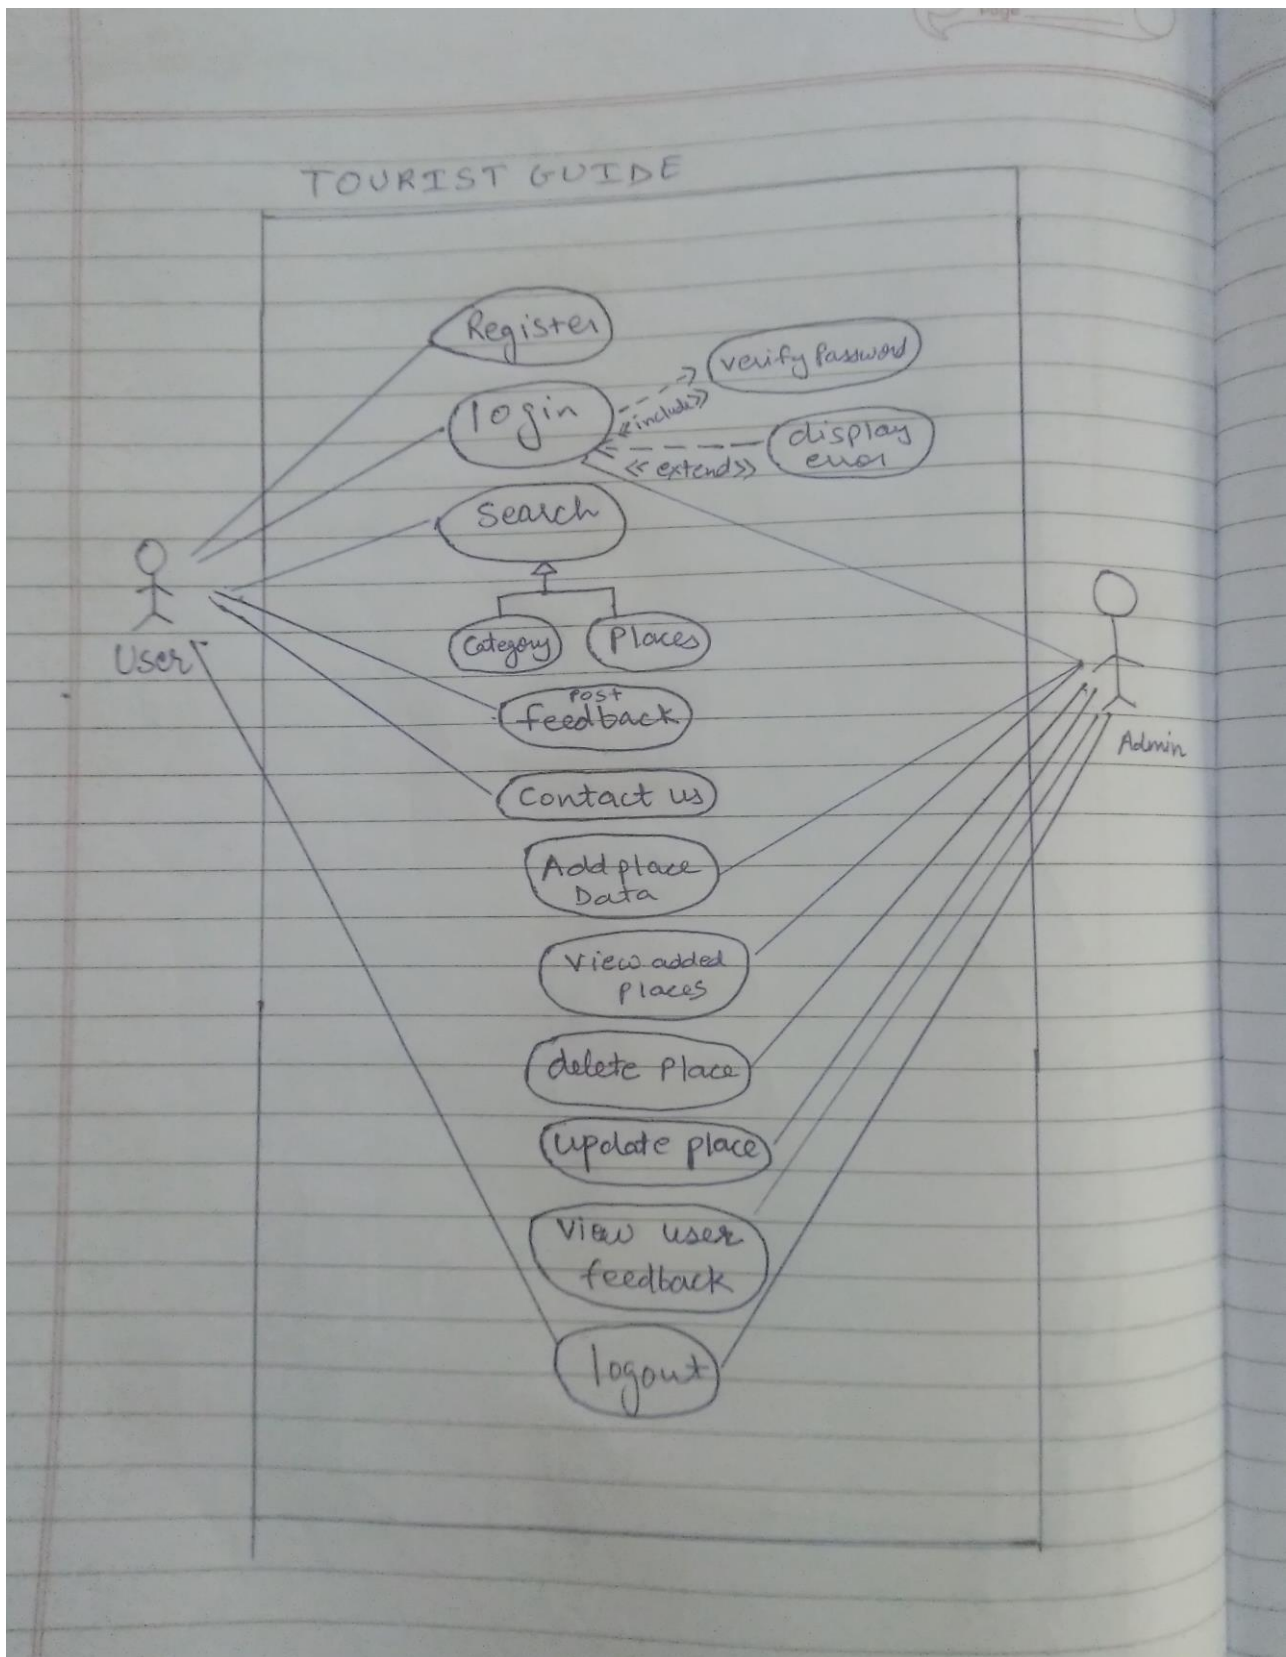 Page
TOURIST GUIDE
Register
verify Password
login
<<include>>
display
error
<<extend>>
Search
Category
Places
User
Post
feedback
Admin
Contact us
Add place
Data
View added
places
delete Place
update place
View user
feedback
logout